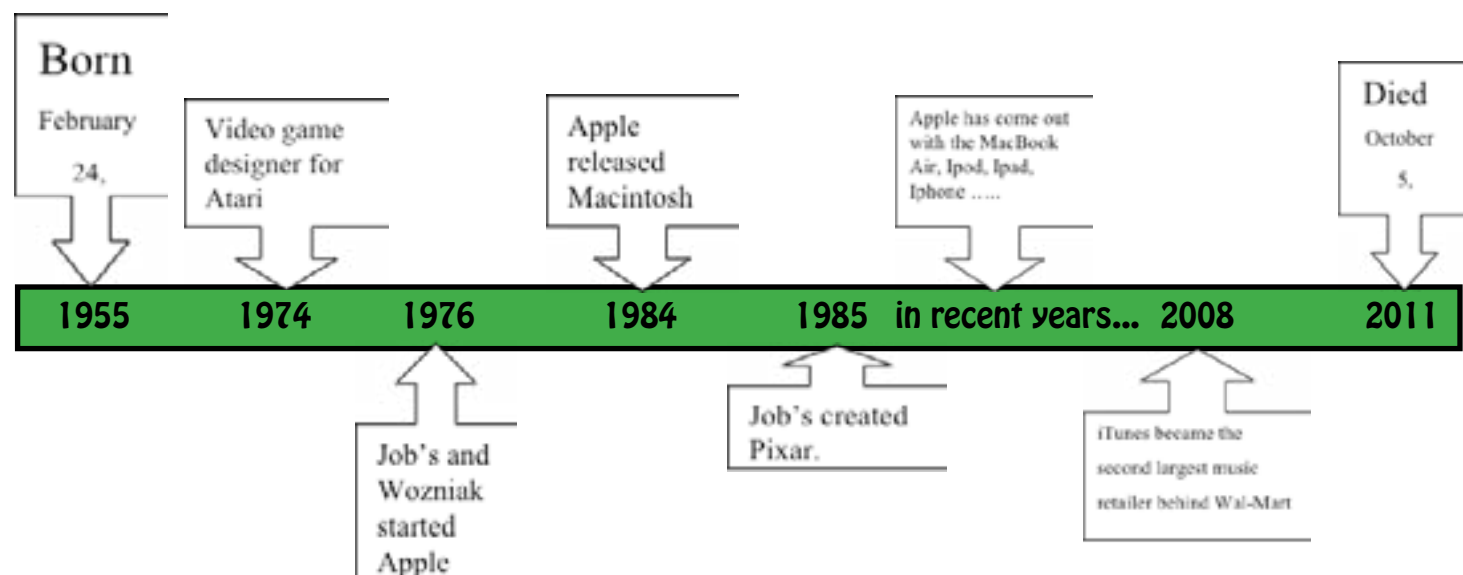 Born
February
24,
Video game
designer for
Atari
Apple
released
Macintosh
Apple has come out
with the MacBook
Air, Ipod, Ipad,
Iphone .....
Died
October
5,
1955 1974 1976 1984 1985 in recent years... 2008 2011
Job's and
Wozniak
started
Apple
Job's created
Pixar.
iTunes became the
second largest music
retailer behind Wal-Mart